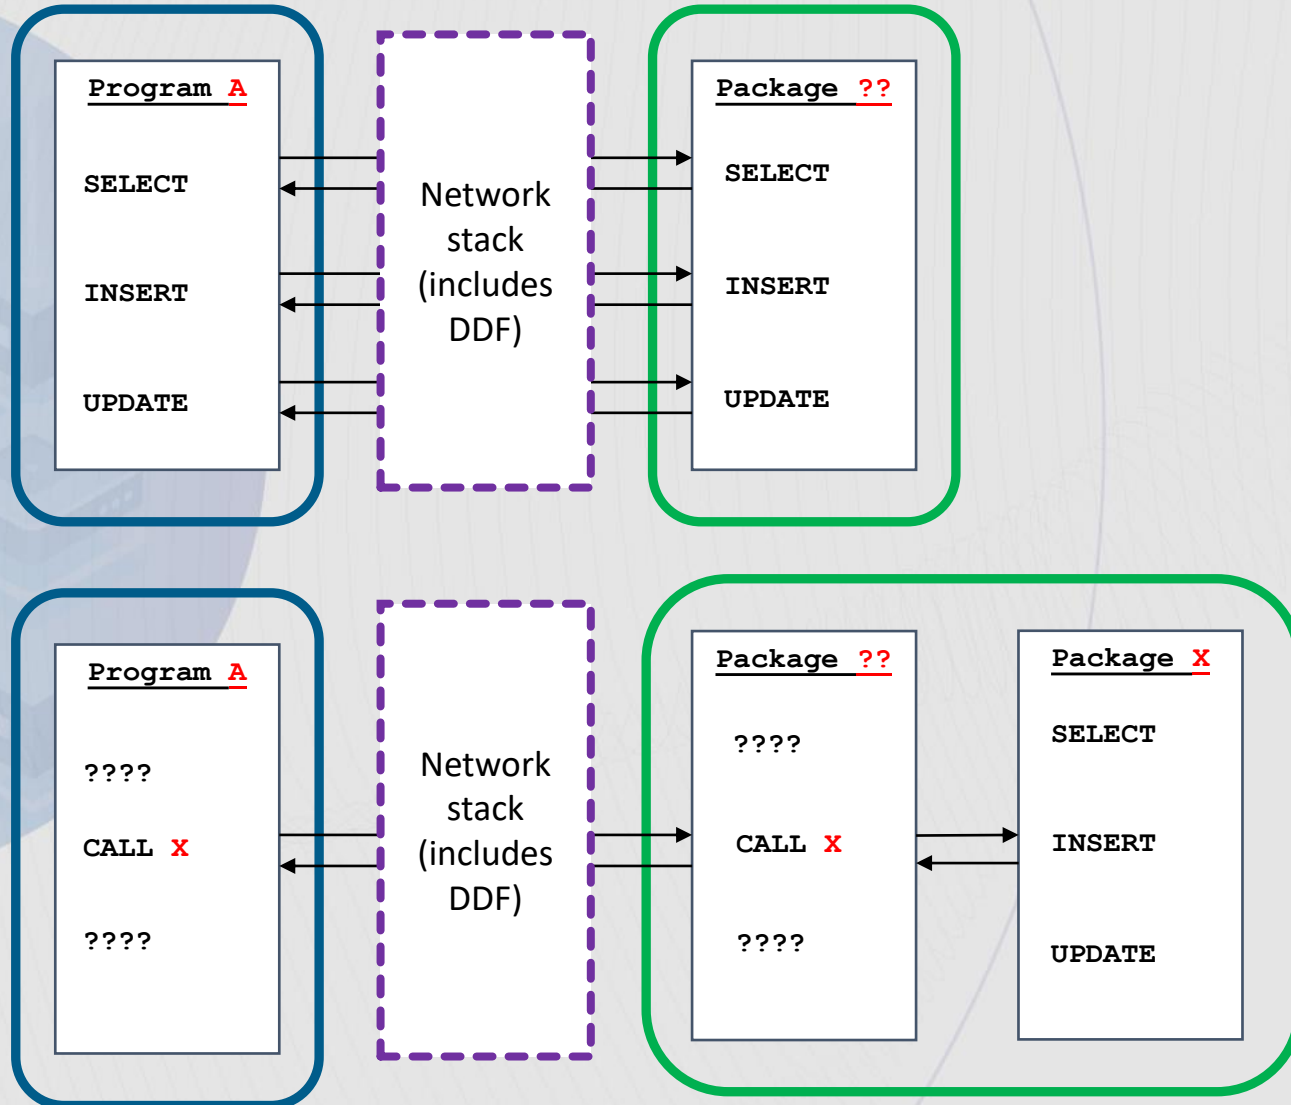 Program A
SELECT
INSERT
UPDATE
Network
stack
(includes
DDF)
Package ??
SELECT
INSERT
UPDATE
Program A
????
CALL X
????
Network
stack
(includes
DDF)
Package ??
????
CALL X
????
Package X
SELECT
INSERT
UPDATE